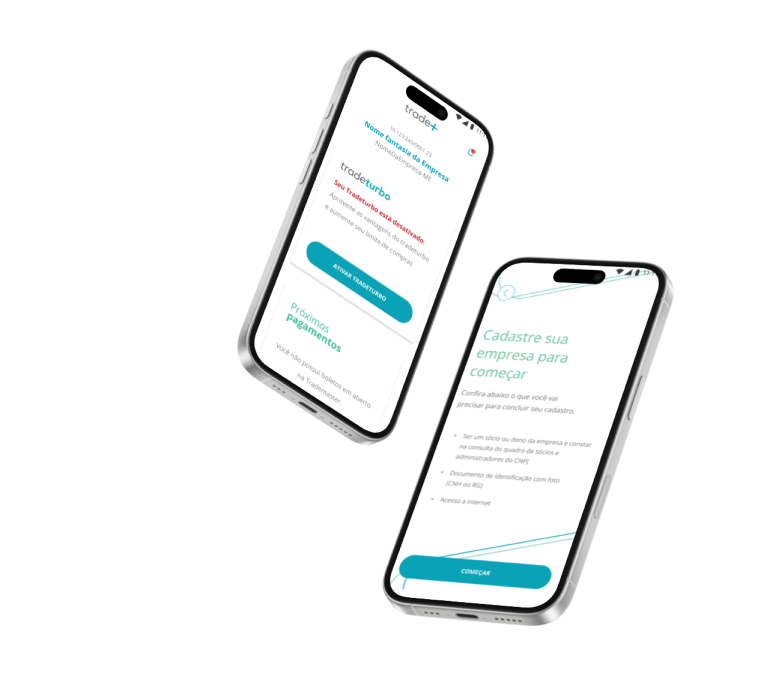 trade+
Nome fantasia da Empresa
NomeDaEmpresa-ME
tradeturbo
Seu Tradeturbo está desativado.
Aproveite as vantagens do tradeturbo
e aumente seu limite de compras
ATIVAR TRADETURBO
Próximos
pagamentos
Você não possui boletos em aberto
na Trademaster.
Cadastre sua
empresa para
começar
Confira abaixo o que você vai
precisar para concluir seu cadastro.
Ser um sócio ou dono da empresa e constar
na consulta do quadro de sócios e
administradores do CNPJ
Documento de identificação com foto
(CNH ou RG)
Acesso a internet
COMEÇAR